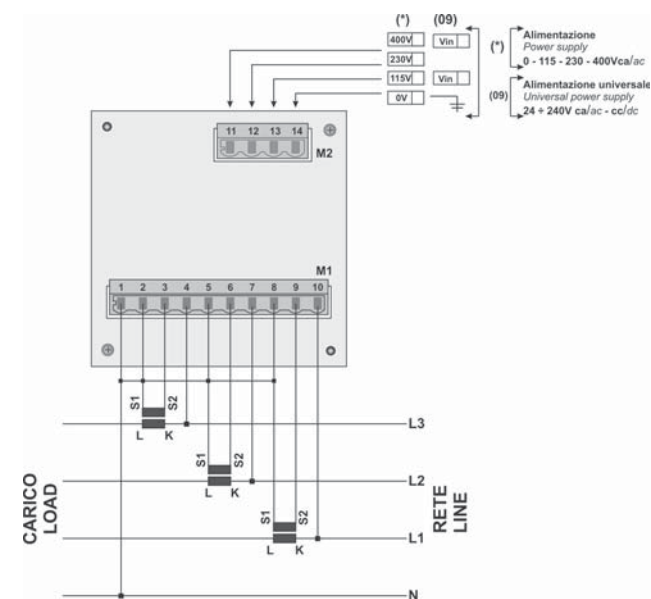 (*) (09)
400V Vin
230V
115V Vin
0V
(*) Alimentazione
Power supply
0 - 115 - 230 - 400Vca/ac
(09) Alimentazione universale
Universal power supply
24 ÷ 240V ca/ac - cc/dc
11 12 13 14
M2
M1
1 2 3 4 5 6 7 8 9 10
S1 S2
L K
L3
S1 S2
L K
L2
S1 S2
L K
L1
N
CARICO
LOAD
RETE
LINE